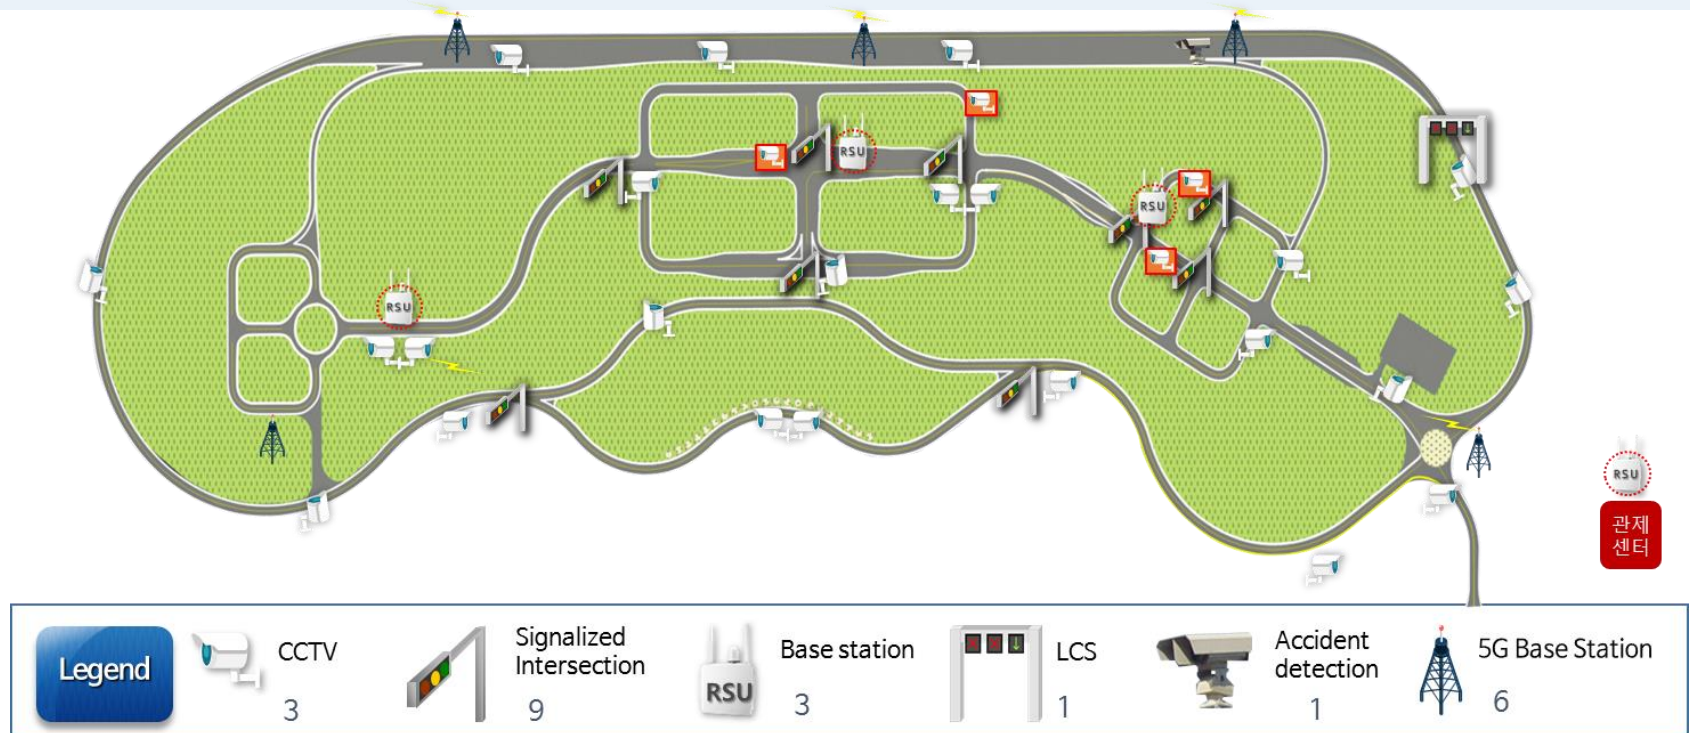 RSU
RSU
RSU
RSU
관제
센터
Legend
CCTV
3
Signalized
Intersection
9
RSU
Base station
3
LCS
1
Accident
detection
1
5G Base Station
6